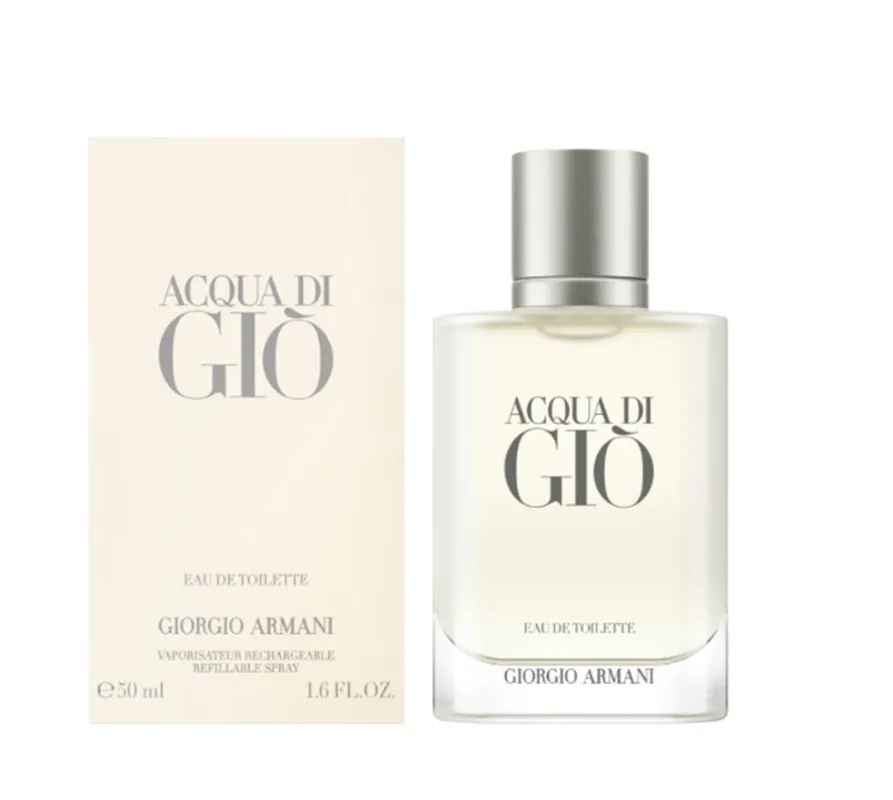 ACQUA DI
GIÒ
EAU DE TOILETTE
GIORGIO ARMANI
VAPORISATEUR RECHARGEABLE
REFILLABLE SPRAY
℮50 ml 1.6 FL.OZ.
ACQUA DI
GIÒ
EAU DE TOILETTE
GIORGIO ARMANI